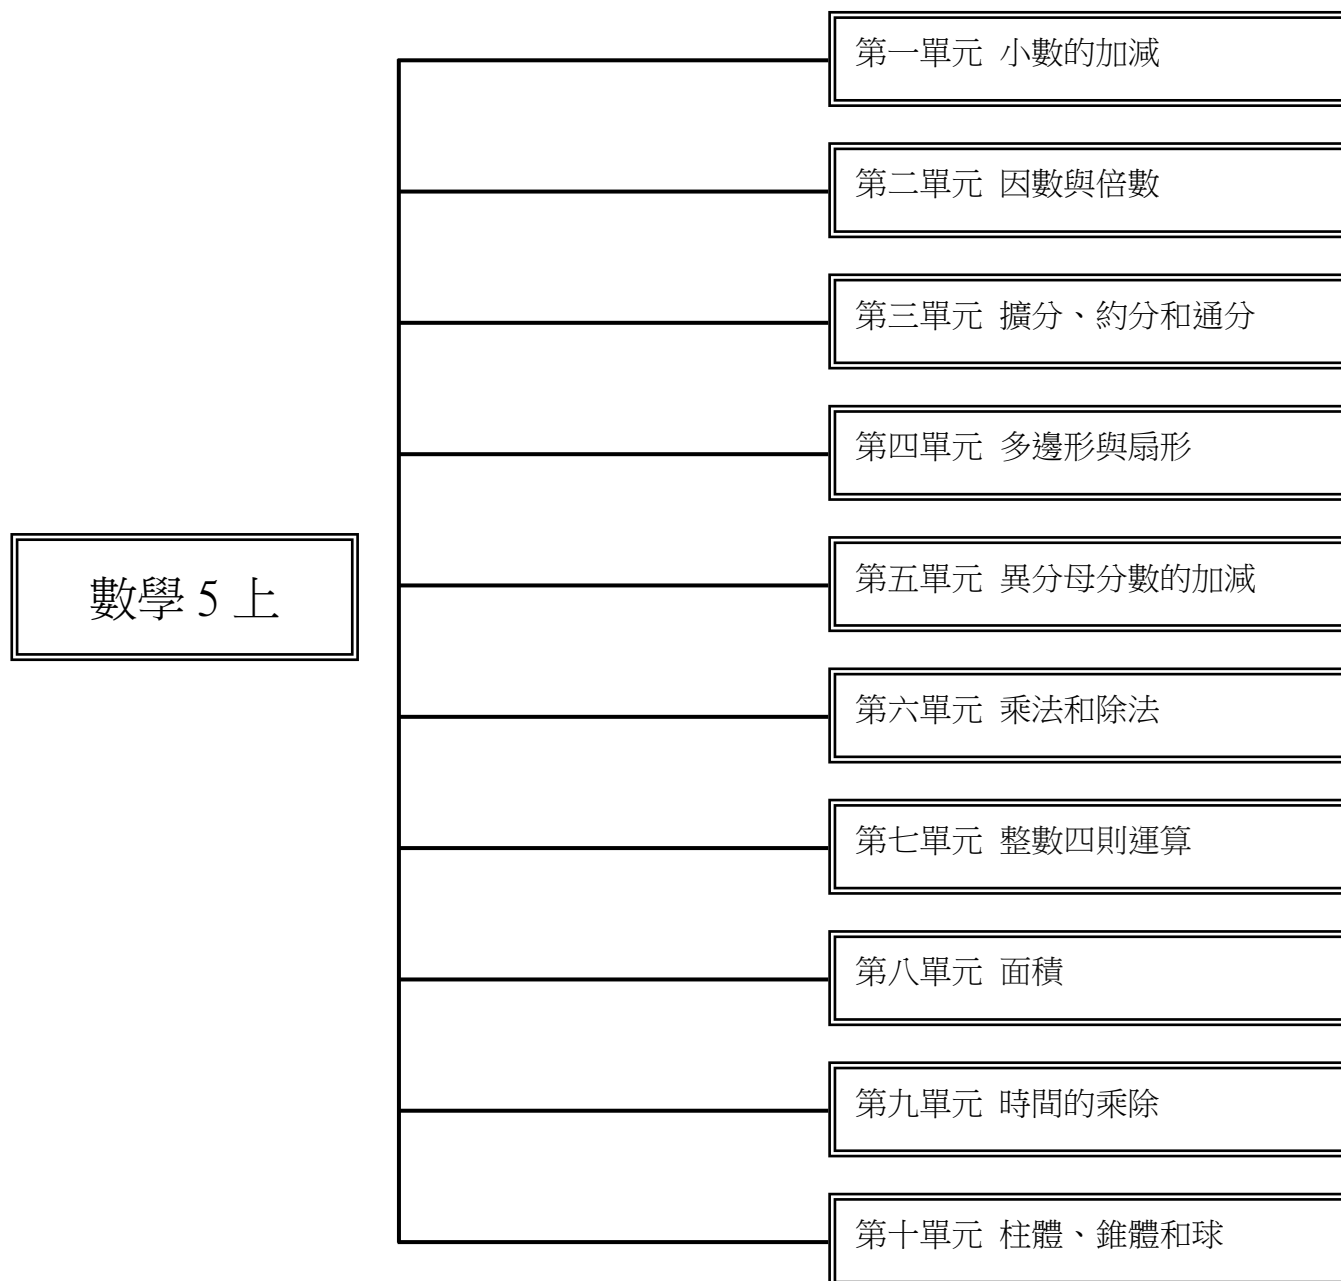 第一單元 小數的加減
第二單元 因數與倍數
第三單元 擴分、約分和通分
第四單元 多邊形與扇形
數學 5 上
第五單元 異分母分數的加減
第六單元 乘法和除法
第七單元 整數四則運算
第八單元 面積
第九單元 時間的乘除
第十單元 柱體、錐體和球